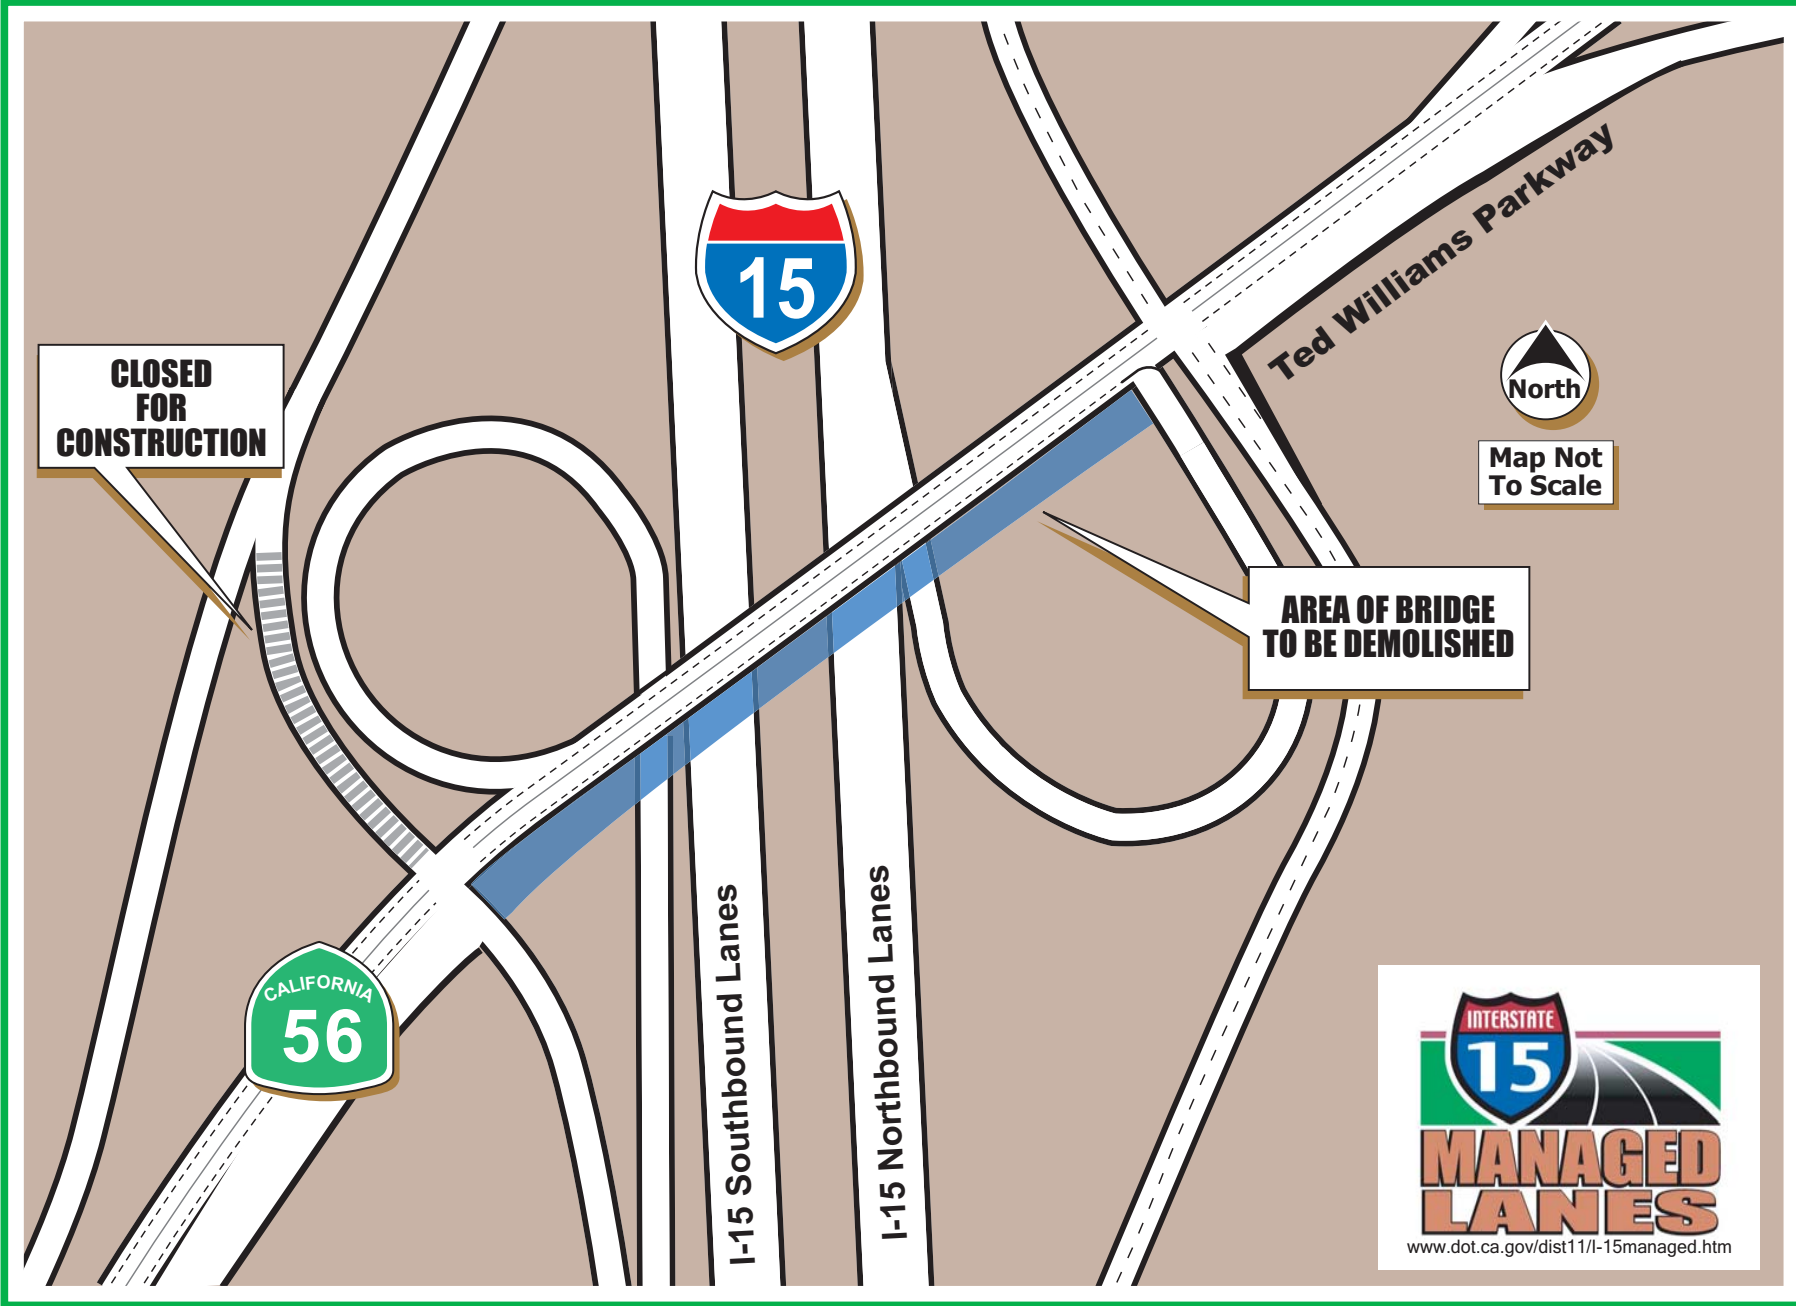 15
Ted Williams Parkway
North
Map Not
To Scale
CLOSED
FOR
CONSTRUCTION
AREA OF BRIDGE
TO BE DEMOLISHED
I-15 Southbound Lanes
I-15 Northbound Lanes
CALIFORNIA
56
INTERSTATE
15
MANAGED
LANES
www.dot.ca.gov/dist11/I-15managed.htm